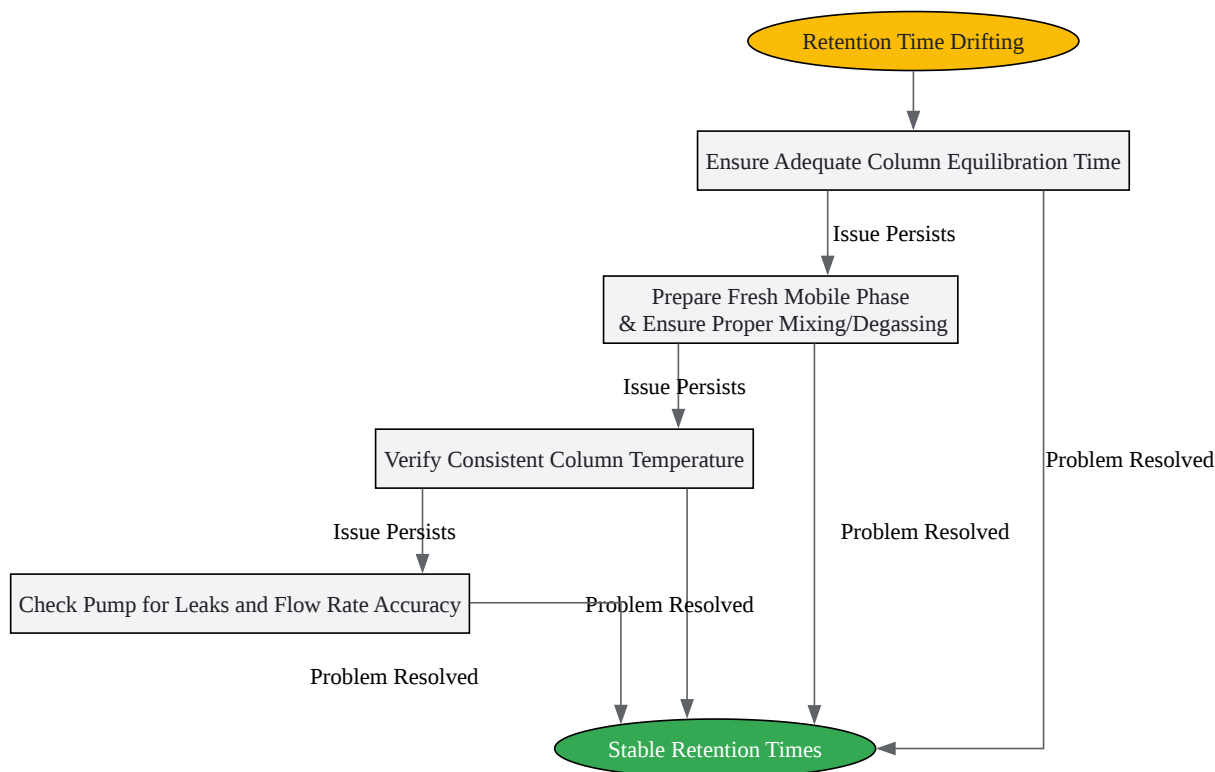 Retention Time Drifting
Ensure Adequate Column Equilibration Time
Issue Persists
Prepare Fresh Mobile Phase
& Ensure Proper Mixing/Degassing
Issue Persists
Verify Consistent Column Temperature
Problem Resolved
Issue Persists
Problem Resolved
Check Pump for Leaks and Flow Rate Accuracy
Problem Resolved
Problem Resolved
Stable Retention Times